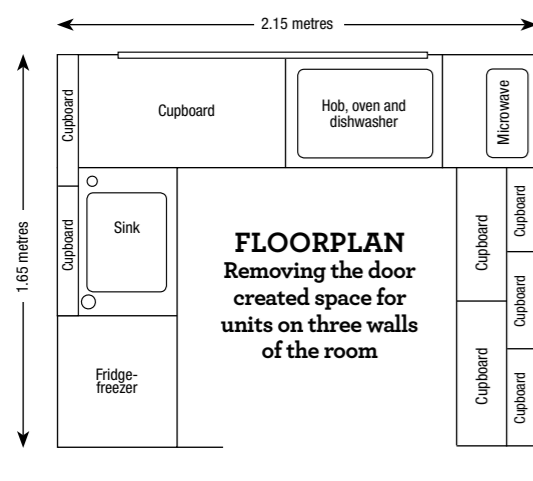 2.15 metres
1.65 metres
Cupboard
Cupboard
Hob, oven and
dishwasher
Microwave
Cupboard
Sink
Fridge-
freezer
FLOORPLAN
Removing the door
created space for
units on three walls
of the room
Cupboard
Cupboard
Cupboard
Cupboard
Cupboard